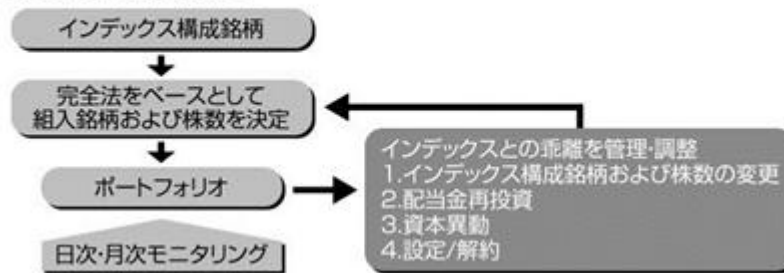 インデックス構成銘柄
完全法をベースとして
組入銘柄および株数を決定
ポートフォリオ
日次・月次モニタリング
インデックスとの乖離を管理・調整
1.インデックス構成銘柄および株数の変更
2.配当金再投資
3.資本異動
4.設定/解約